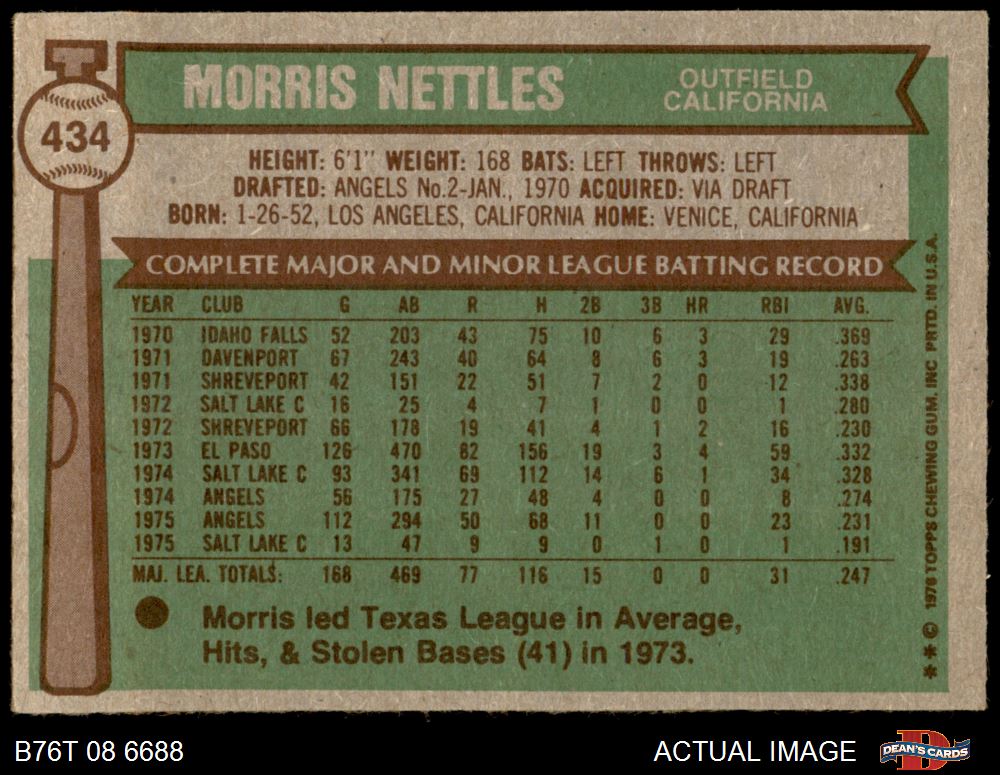 MORRIS NETTLES
OUTFIELD
CALIFORNIA
434
HEIGHT: 6'1" WEIGHT: 168 BATS: LEFT THROWS: LEFT
DRAFTED: ANGELS No.2-JAN., 1970 ACQUIRED: VIA DRAFT
BORN: 1-26-52, LOS ANGELES, CALIFORNIA HOME: VENICE, CALIFORNIA
COMPLETE MAJOR AND MINOR LEAGUE BATTING RECORD
YEAR CLUB G AB R H 2B 3B HR RBI AVG.
1970 IDAHO FALLS 52 203 43 75 10 6 3 29 .369
1971 DAVENPORT 67 243 40 64 8 6 3 19 .263
1971 SHREVEPORT 42 151 22 51 7 2 0 12 .338
1972 SALT LAKE C 16 25 4 7 1 0 0 1 .280
1972 SHREVEPORT 66 178 19 41 4 1 2 16 .230
1973 EL PASO 126 470 82 156 19 3 4 59 .332
1974 SALT LAKE C 93 341 69 112 14 6 1 34 .328
1974 ANGELS 56 175 27 48 4 0 0 8 .274
1975 ANGELS 112 294 50 68 11 0 0 23 .231
1975 SALT LAKE C 13 47 9 9 0 1 0 1 .191
MAJ. LEA. TOTALS: 168 469 77 116 15 0 0 31 .247
Morris led Texas League in Average,
Hits, & Stolen Bases (41) in 1973.
** © 1976 TOPPS CHEWING GUM. INC PRTD. IN U.S.A.
B76T 08 6688
ACTUAL IMAGE
D
DEAN'S CARDS